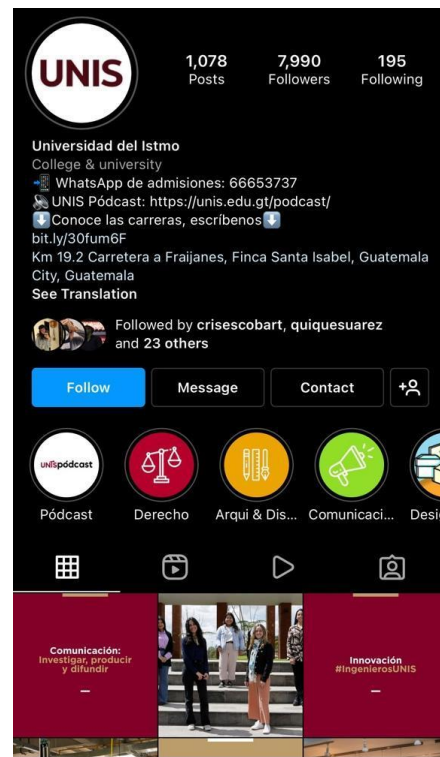 UNIS
1,078
Posts
7,990
Followers
195
Following
Universidad del Istmo
College & university
WhatsApp de admisiones: 66653737
UNIS Pódcast: https://unis.edu.gt/podcast/
Conoce las carreras, escríbenos
bit.ly/30fum6F
Km 19.2 Carretera a Fraijanes, Finca Santa Isabel, Guatemala
City, Guatemala
See Translation
Followed by crisescobart, quiquesuarez
and 23 others
Follow
Message
Contact
UNISpódcast
Pódcast
Derecho
Arqui & Dis...
Comunicaci...
Desi
Comunicación:
Investigar, producir
y difundir
Innovación
#IngenierosUNIS